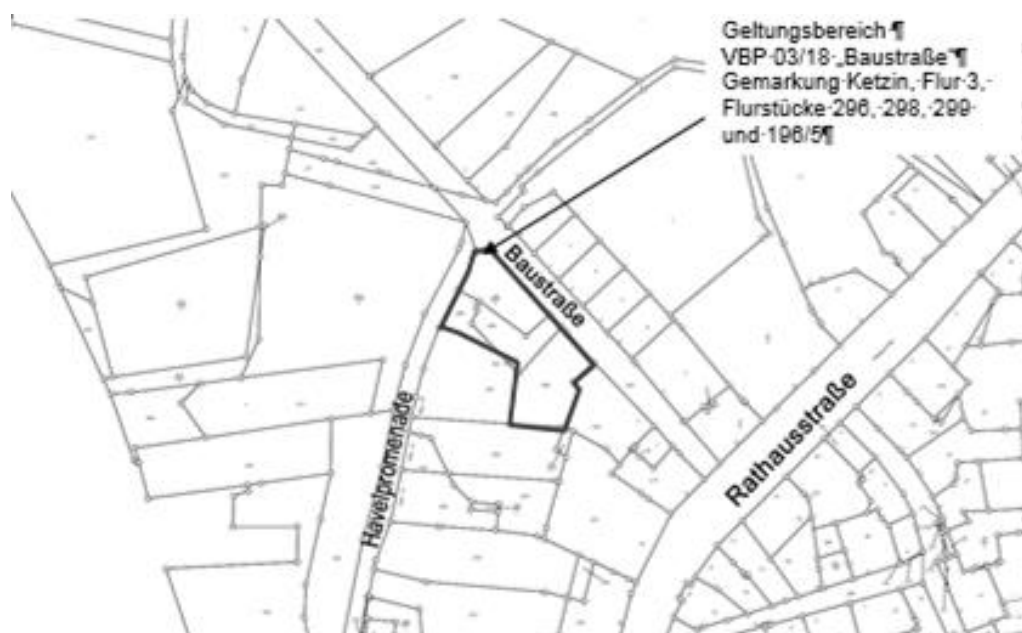 Geltungsbereich·¶
VBP·03/18·„Baustraße“¶
Gemarkung·Ketzin,·Flur·3,·
Flurstücke·296,·298,·299·
und·196/5¶
Baustraße
Rathausstraße
Havelpromenade